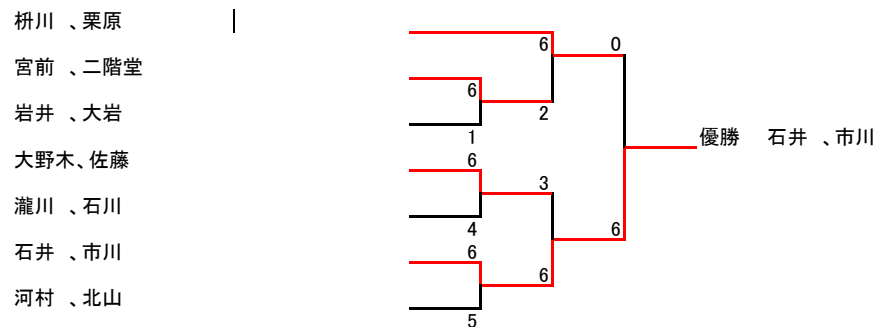 枡川 、栗原
6 0
宮前 、二階堂
6
2
岩井 、大岩
1
優勝 石井 、市川
大野木、佐藤
6
3
瀧川 、石川
4 6
石井 、市川
6
6
河村 、北山
5